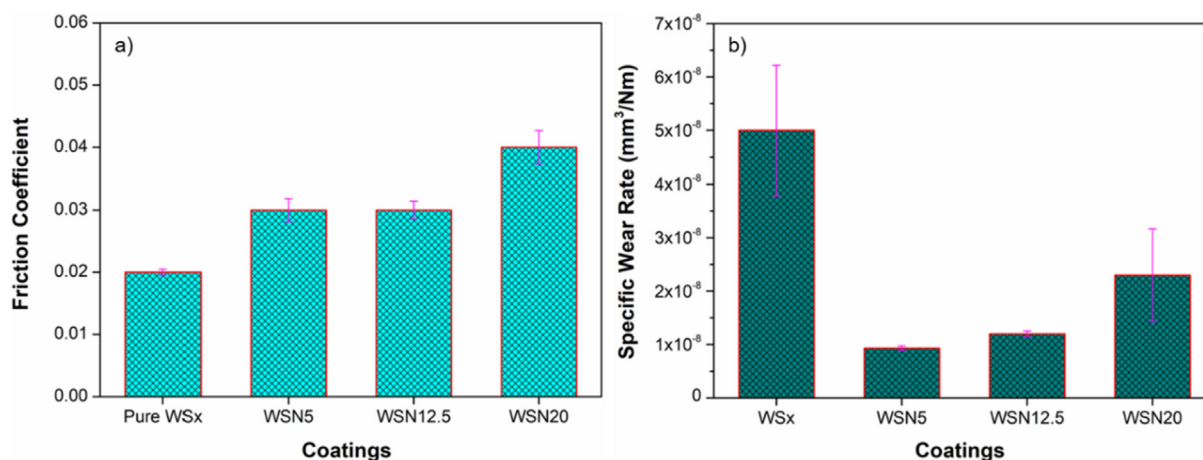 a)
Friction Coefficient
0.06
0.05
0.04
0.03
0.02
0.01
0.00
Pure WSx WSN5 WSN12.5 WSN20
Coatings
b)
Specific Wear Rate (mm³/Nm)
7x10⁻⁸
6x10⁻⁸
5x10⁻⁸
4x10⁻⁸
3x10⁻⁸
2x10⁻⁸
1x10⁻⁸
0
WSx WSN5 WSN12.5 WSN20
Coatings